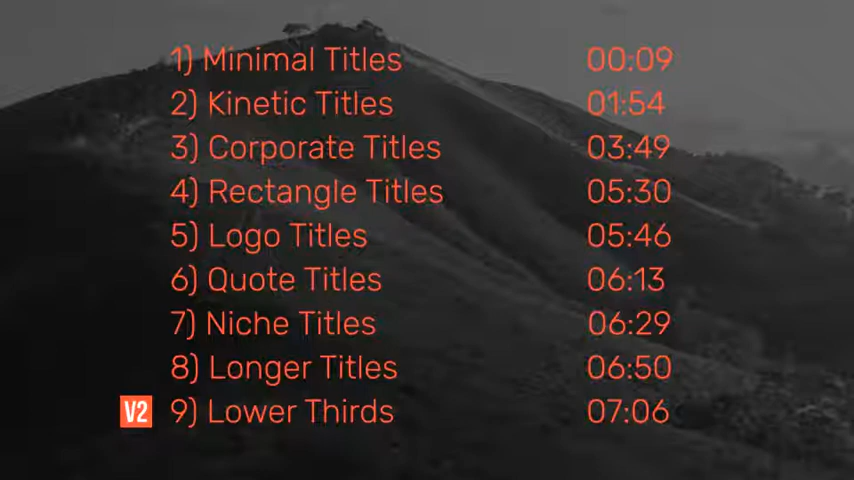 1) Minimal Titles 00:09
2) Kinetic Titles 01:54
3) Corporate Titles 03:49
4) Rectangle Titles 05:30
5) Logo Titles 05:46
6) Quote Titles 06:13
7) Niche Titles 06:29
8) Longer Titles 06:50
V2 9) Lower Thirds 07:06